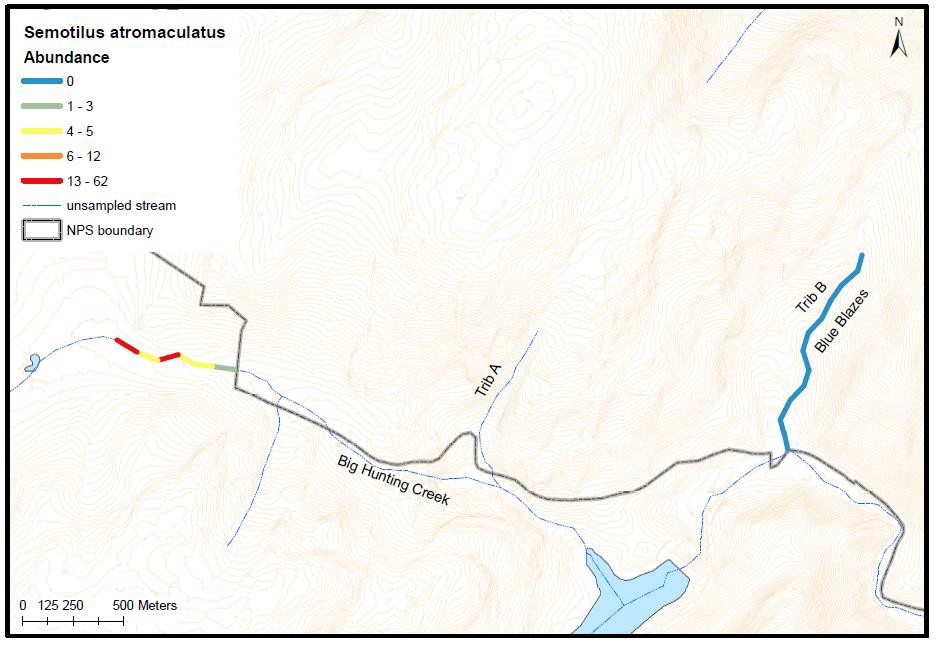 Semotilus atromaculatus
Abundance
0
1 - 3
4 - 5
6 - 12
13 - 62
unsampled stream
NPS boundary
N
Trib B
Blue Blazes
Trib A
Big Hunting Creek
0 125 250 500 Meters